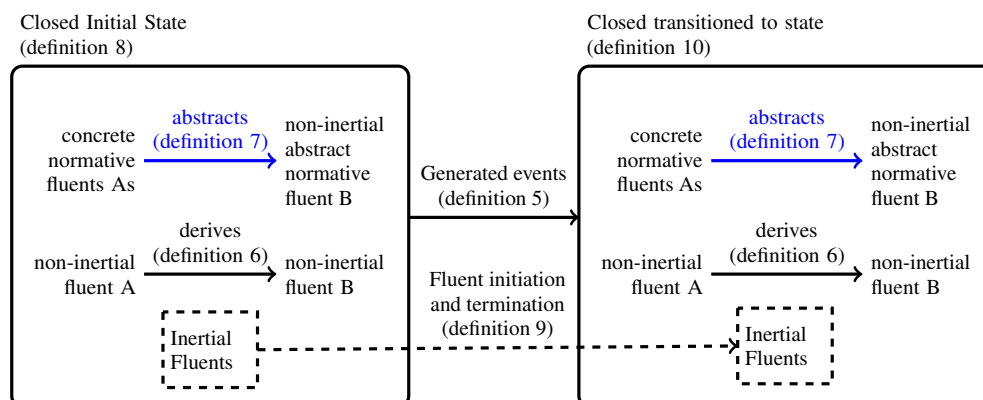 Closed Initial State
(definition 8)
Closed transitioned to state
(definition 10)
concrete
normative
fluents As
abstracts
(definition 7)
non-inertial
abstract
normative
fluent B
non-inertial
fluent A
derives
(definition 6)
non-inertial
fluent B
Inertial
Fluents
Generated events
(definition 5)
Fluent initiation
and termination
(definition 9)
concrete
normative
fluents As
abstracts
(definition 7)
non-inertial
abstract
normative
fluent B
non-inertial
fluent A
derives
(definition 6)
non-inertial
fluent B
Inertial
Fluents